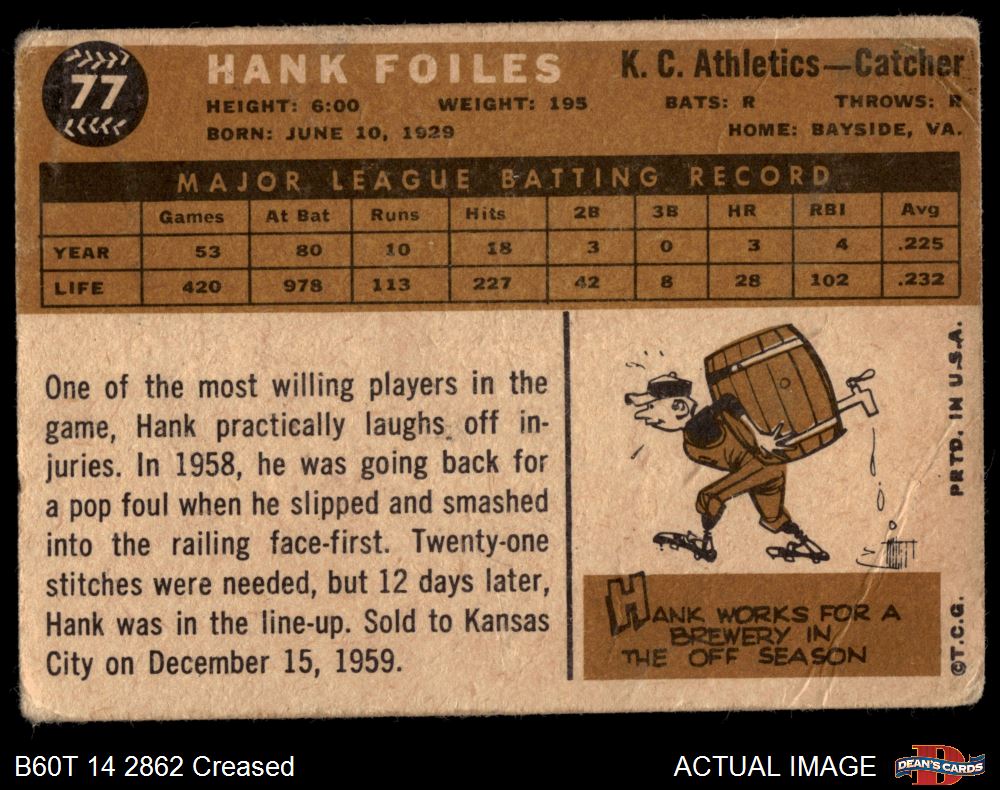 77
HANK FOILES
K. C. Athletics—Catcher
HEIGHT: 6:00 WEIGHT: 195 BATS: R THROWS: R
BORN: JUNE 10, 1929 HOME: BAYSIDE, VA.
MAJOR LEAGUE BATTING RECORD
Games At Bat Runs Hits 2B 3B HR RBI Avg
YEAR 53 80 10 18 3 0 3 4 .225
LIFE 420 978 113 227 42 8 28 102 .232
One of the most willing players in the
game, Hank practically laughs off in-
juries. In 1958, he was going back for
a pop foul when he slipped and smashed
into the railing face-first. Twenty-one
stitches were needed, but 12 days later,
Hank was in the line-up. Sold to Kansas
City on December 15, 1959.
HANK WORKS FOR A
BREWERY IN
THE OFF SEASON
©T.C.G. PRTD. IN U.S.A.
B60T 14 2862 Creased
ACTUAL IMAGE
D
DEAN'S CARDS